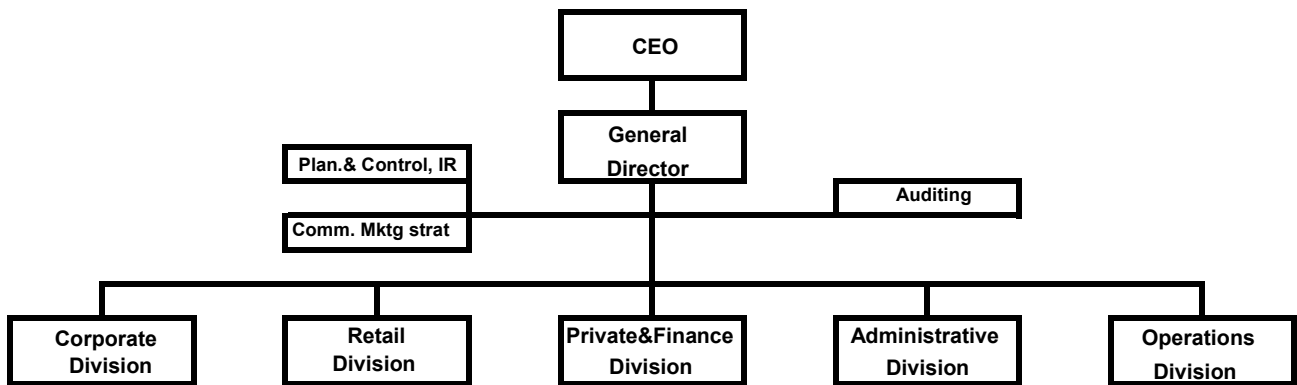 CEO
General
Director
Plan.& Control, IR
Auditing
Comm. Mktg strat
Corporate
Division
Retail
Division
Private&Finance
Division
Administrative
Division
Operations
Division